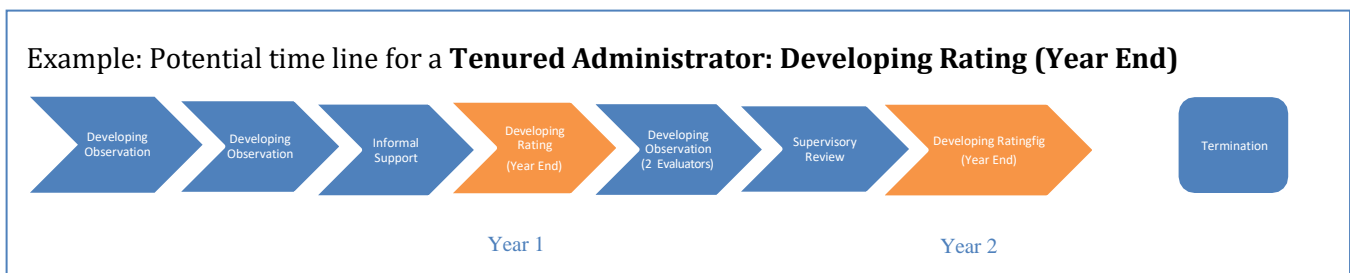 Example: Potential time line for a Tenured Administrator: Developing Rating (Year End)
Developing
Observation
Developing
Observation
Informal
Support
Developing
Rating
(Year End)
Developing
Observation
(2 Evaluators)
Supervisory
Review
Developing Ratingfig
(Year End)
Termination
Year 1
Year 2